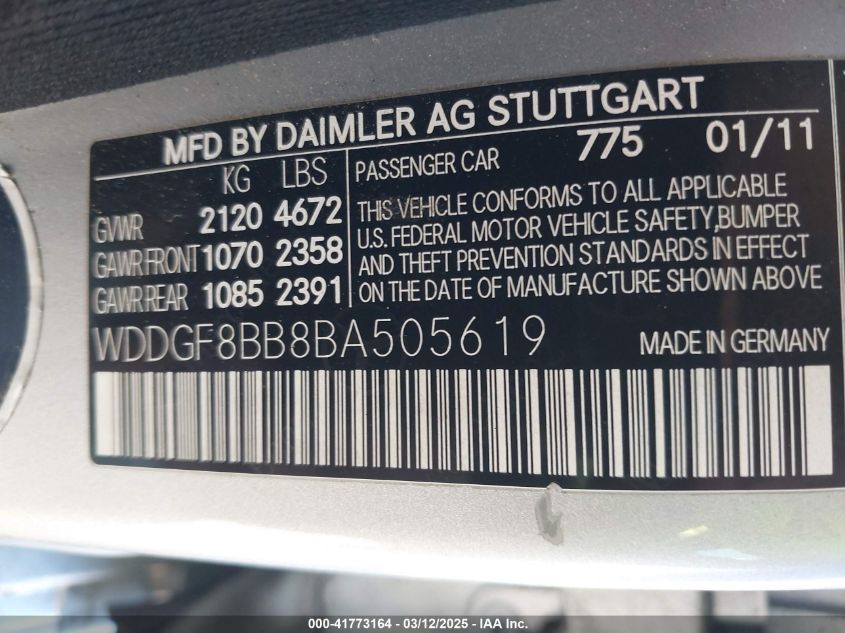 MFD BY DAIMLER AG STUTTGART
KG LBS
GVWR 2120 4672
GAWR FRONT 1070 2358
GAWR REAR 1085 2391
PASSENGER CAR 775 01/11
THIS VEHICLE CONFORMS TO ALL APPLICABLE
U.S. FEDERAL MOTOR VEHICLE SAFETY,BUMPER
AND THEFT PREVENTION STANDARDS IN EFFECT
ON THE DATE OF MANUFACTURE SHOWN ABOVE
WDDGF8BB8BA505619 MADE IN GERMANY
000-41773164 | 03/12/2025 | IAA Inc.